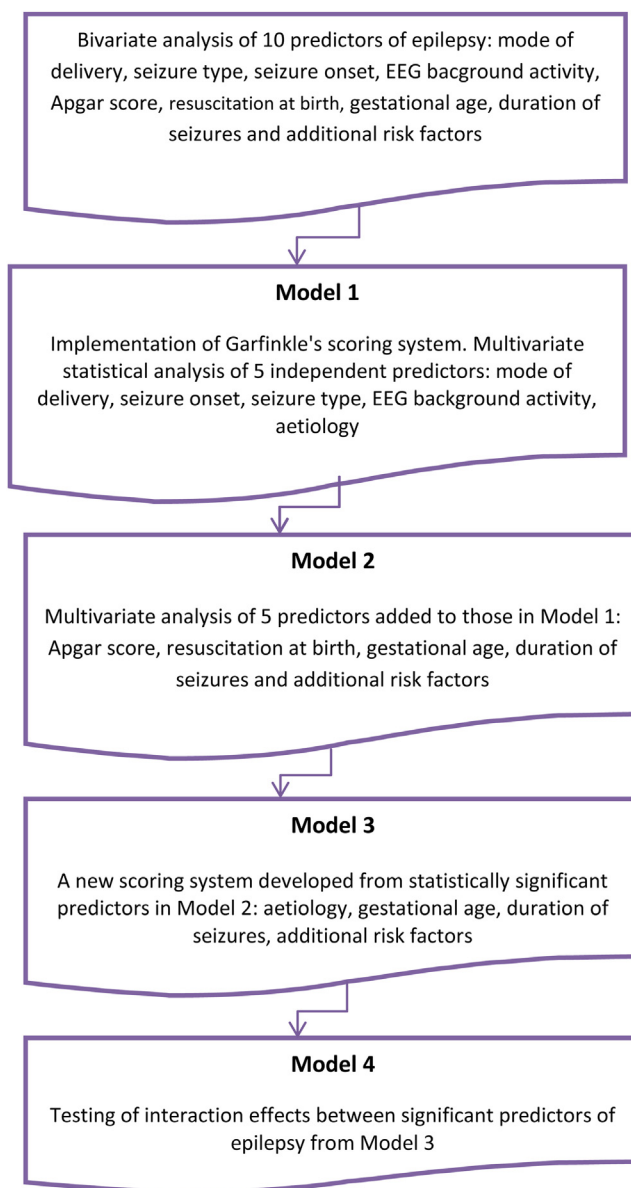 Bivariate analysis of 10 predictors of epilepsy: mode of
delivery, seizure type, seizure onset, EEG bacground activity,
Apgar score, resuscitation at birth, gestational age, duration of
seizures and additional risk factors
Model 1
Implementation of Garfinkle's scoring system. Multivariate
statistical analysis of 5 independent predictors: mode of
delivery, seizure onset, seizure type, EEG background activity,
aetiology
Model 2
Multivariate analysis of 5 predictors added to those in Model 1:
Apgar score, resuscitation at birth, gestational age, duration of
seizures and additional risk factors
Model 3
A new scoring system developed from statistically significant
predictors in Model 2: aetiology, gestational age, duration of
seizures, additional risk factors
Model 4
Testing of interaction effects between significant predictors of
epilepsy from Model 3